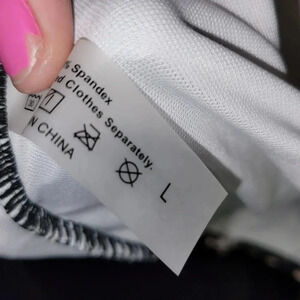 % Spandex
d Clothes Separately.
N CHINA
L